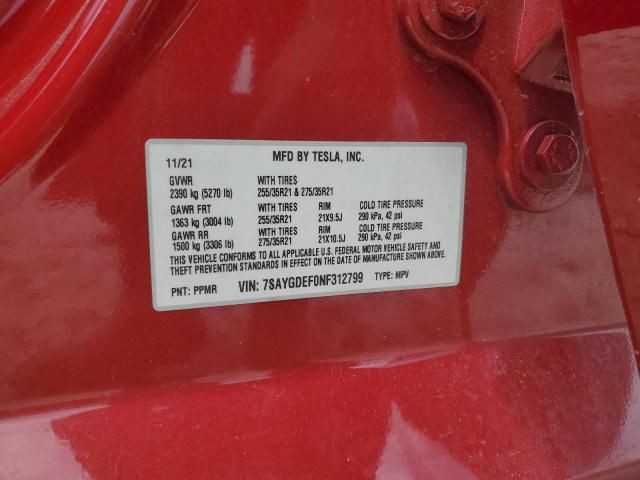 11/21 MFD BY TESLA, INC.
GVWR WITH TIRES
2390 kg (5270 lb) 255/35R21 & 275/35R21
GAWR FRT WITH TIRES RIM COLD TIRE PRESSURE
1363 kg (3004 lb) 255/35R21 21X9.5J 290 kPa, 42 psi
GAWR RR WITH TIRES RIM COLD TIRE PRESSURE
1500 kg (3306 lb) 275/35R21 21X10.5J 290 kPa, 42 psi
THIS VEHICLE CONFORMS TO ALL APPLICABLE U.S. FEDERAL MOTOR VEHICLE SAFETY AND
THEFT PREVENTION STANDARDS IN EFFECT ON THE DATE OF MANUFACTURE SHOWN ABOVE.
PNT: PPMR VIN: 7SAYGDEF0NF312799 TYPE: MPV